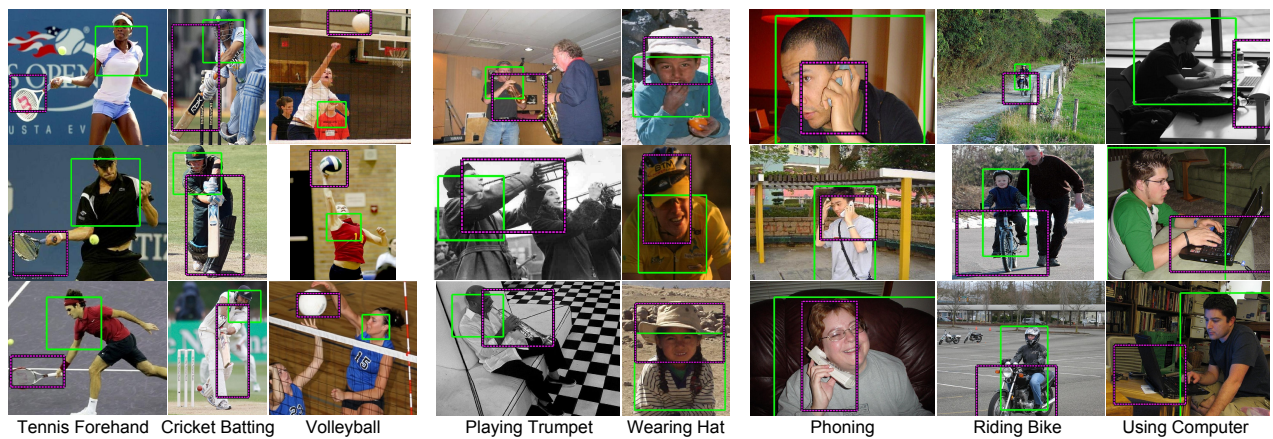 S OPEN
USTA EV
15
Tennis Forehand Cricket Batting Volleyball Playing Trumpet Wearing Hat Phoning Riding Bike Using Computer